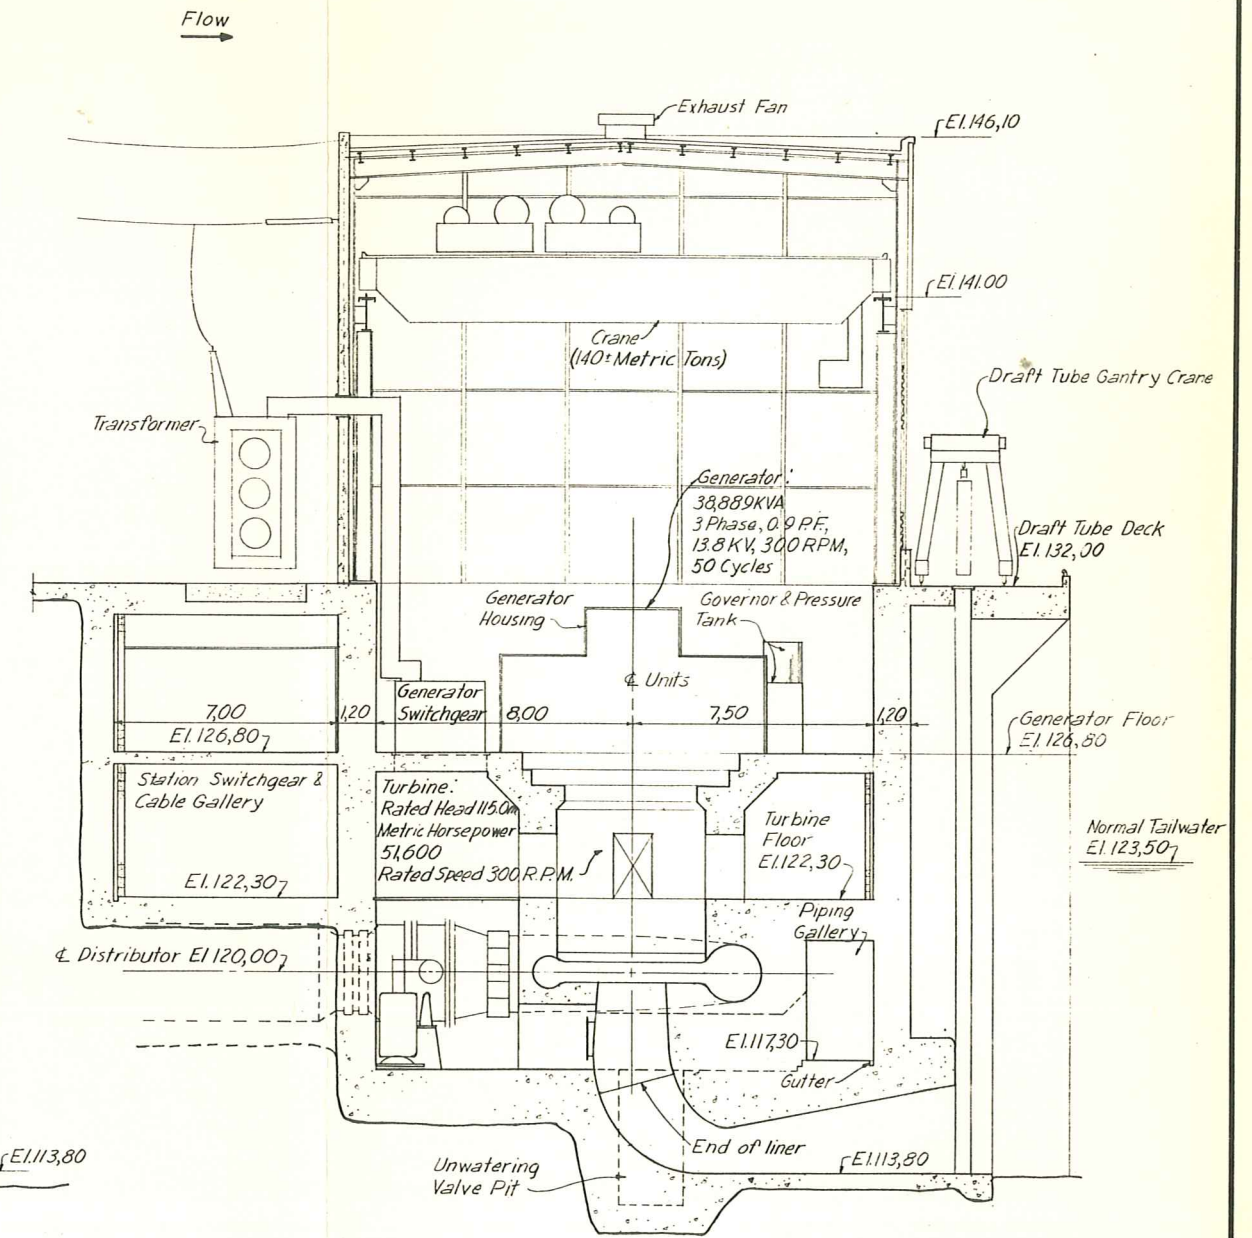 Flow
Exhaust Fan
El.146,10
El.141.00
Crane
(140± Metric Tons)
Draft Tube Gantry Crane
Transformer
Generator:
38,889KVA
3 Phase, 0.9 P.F.,
13.8 KV, 300 RPM,
50 Cycles
Draft Tube Deck
El.132,00
Generator
Housing
Governor & Pressure
Tank
℄ Units
Generator
Switchgear
7,00
1,20
8,00
7,50
1,20
El.126,80
Generator Floor
El.126,80
Station Switchgear &
Cable Gallery
Turbine:
Rated Head 115.0m
Metric Horsepower
51,600
Rated Speed 300 R.P.M.
Turbine
Floor
El.122,30
Normal Tailwater
El.123,50
El.122,30
Piping
Gallery
℄ Distributor El 120,00
El.117,30
Gutter
End of liner
El.113,80
El.113,80
Unwatering
Valve Pit